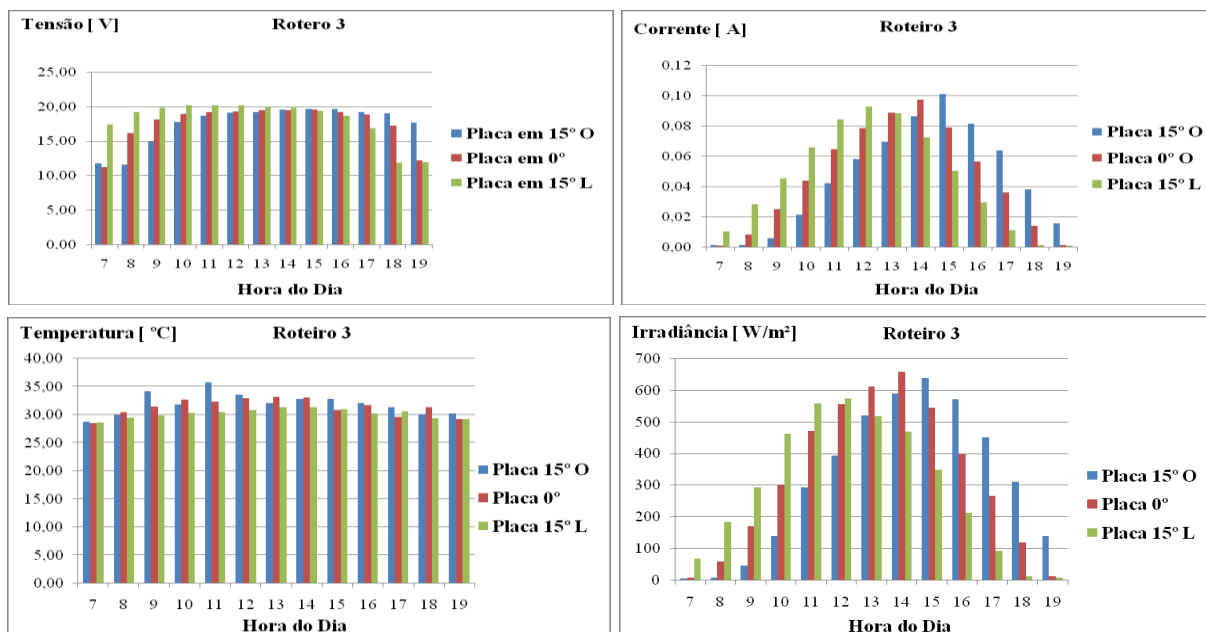 Tensão [ V] Rotero 3
25,00
20,00
15,00
10,00
5,00
0,00
7 8 9 10 11 12 13 14 15 16 17 18 19
Hora do Dia
Placa em 15º O
Placa em 0º
Placa em 15º L
Corrente [ A] Roteiro 3
0,12
0,10
0,08
0,06
0,04
0,02
0,00
7 8 9 10 11 12 13 14 15 16 17 18 19
Hora do Dia
Placa 15º O
Placa 0º O
Placa 15º L
Temperatura [ ºC] Roteiro 3
40,00
35,00
30,00
25,00
20,00
15,00
10,00
5,00
0,00
7 8 9 10 11 12 13 14 15 16 17 18 19
Hora do Dia
Placa 15º O
Placa 0º
Placa 15º L
Irradiância [ W/m²] Roteiro 3
700
600
500
400
300
200
100
0
7 8 9 10 11 12 13 14 15 16 17 18 19
Hora do Dia
Placa 15º O
Placa 0º
Placa 15º L